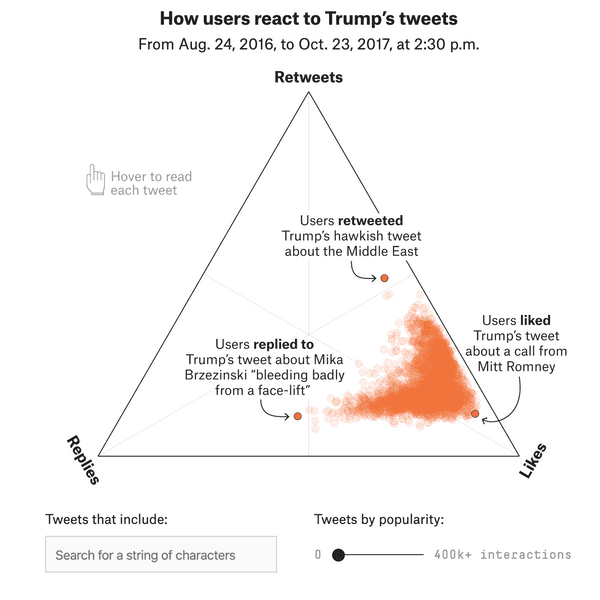 How users react to Trump’s tweets
From Aug. 24, 2016, to Oct. 23, 2017, at 2:30 p.m.
Retweets
Hover to read
each tweet
Users retweeted
Trump’s hawkish tweet
about the Middle East
Users liked
Trump’s tweet
about a call from
Mitt Romney
Users replied to
Trump’s tweet about Mika
Brzezinski “bleeding badly
from a face-lift”
Replies
Likes
Tweets that include:
Search for a string of characters
Tweets by popularity:
0
400k+ interactions